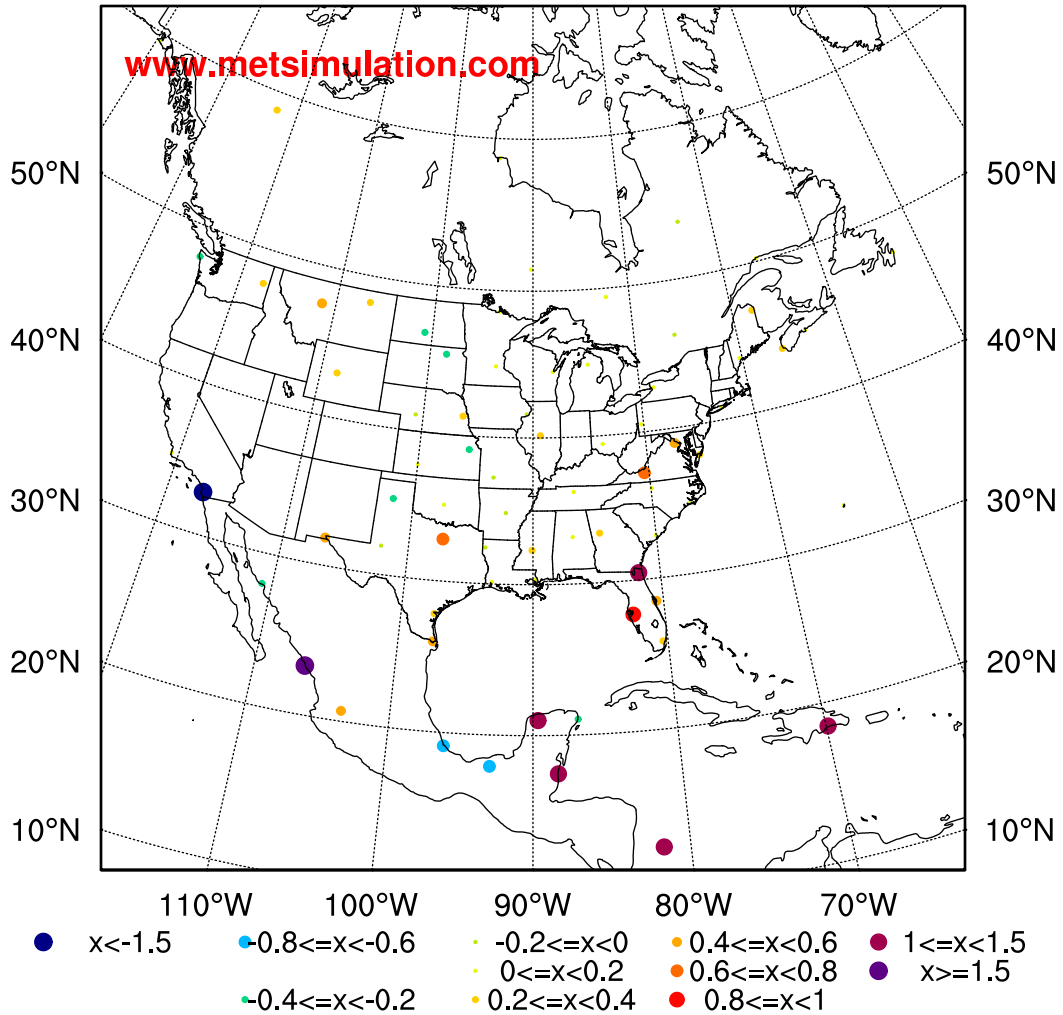 www.metsimulation.com
50°N 50°N
40°N 40°N
30°N 30°N
20°N 20°N
10°N 10°N
110°W 100°W 90°W 80°W 70°W
x<-1.5 -0.8<=x<-0.6 -0.2<=x<0 0.4<=x<0.6 1<=x<1.5
0<=x<0.2 0.6<=x<0.8 x>=1.5
-0.4<=x<-0.2 0.2<=x<0.4 0.8<=x<1